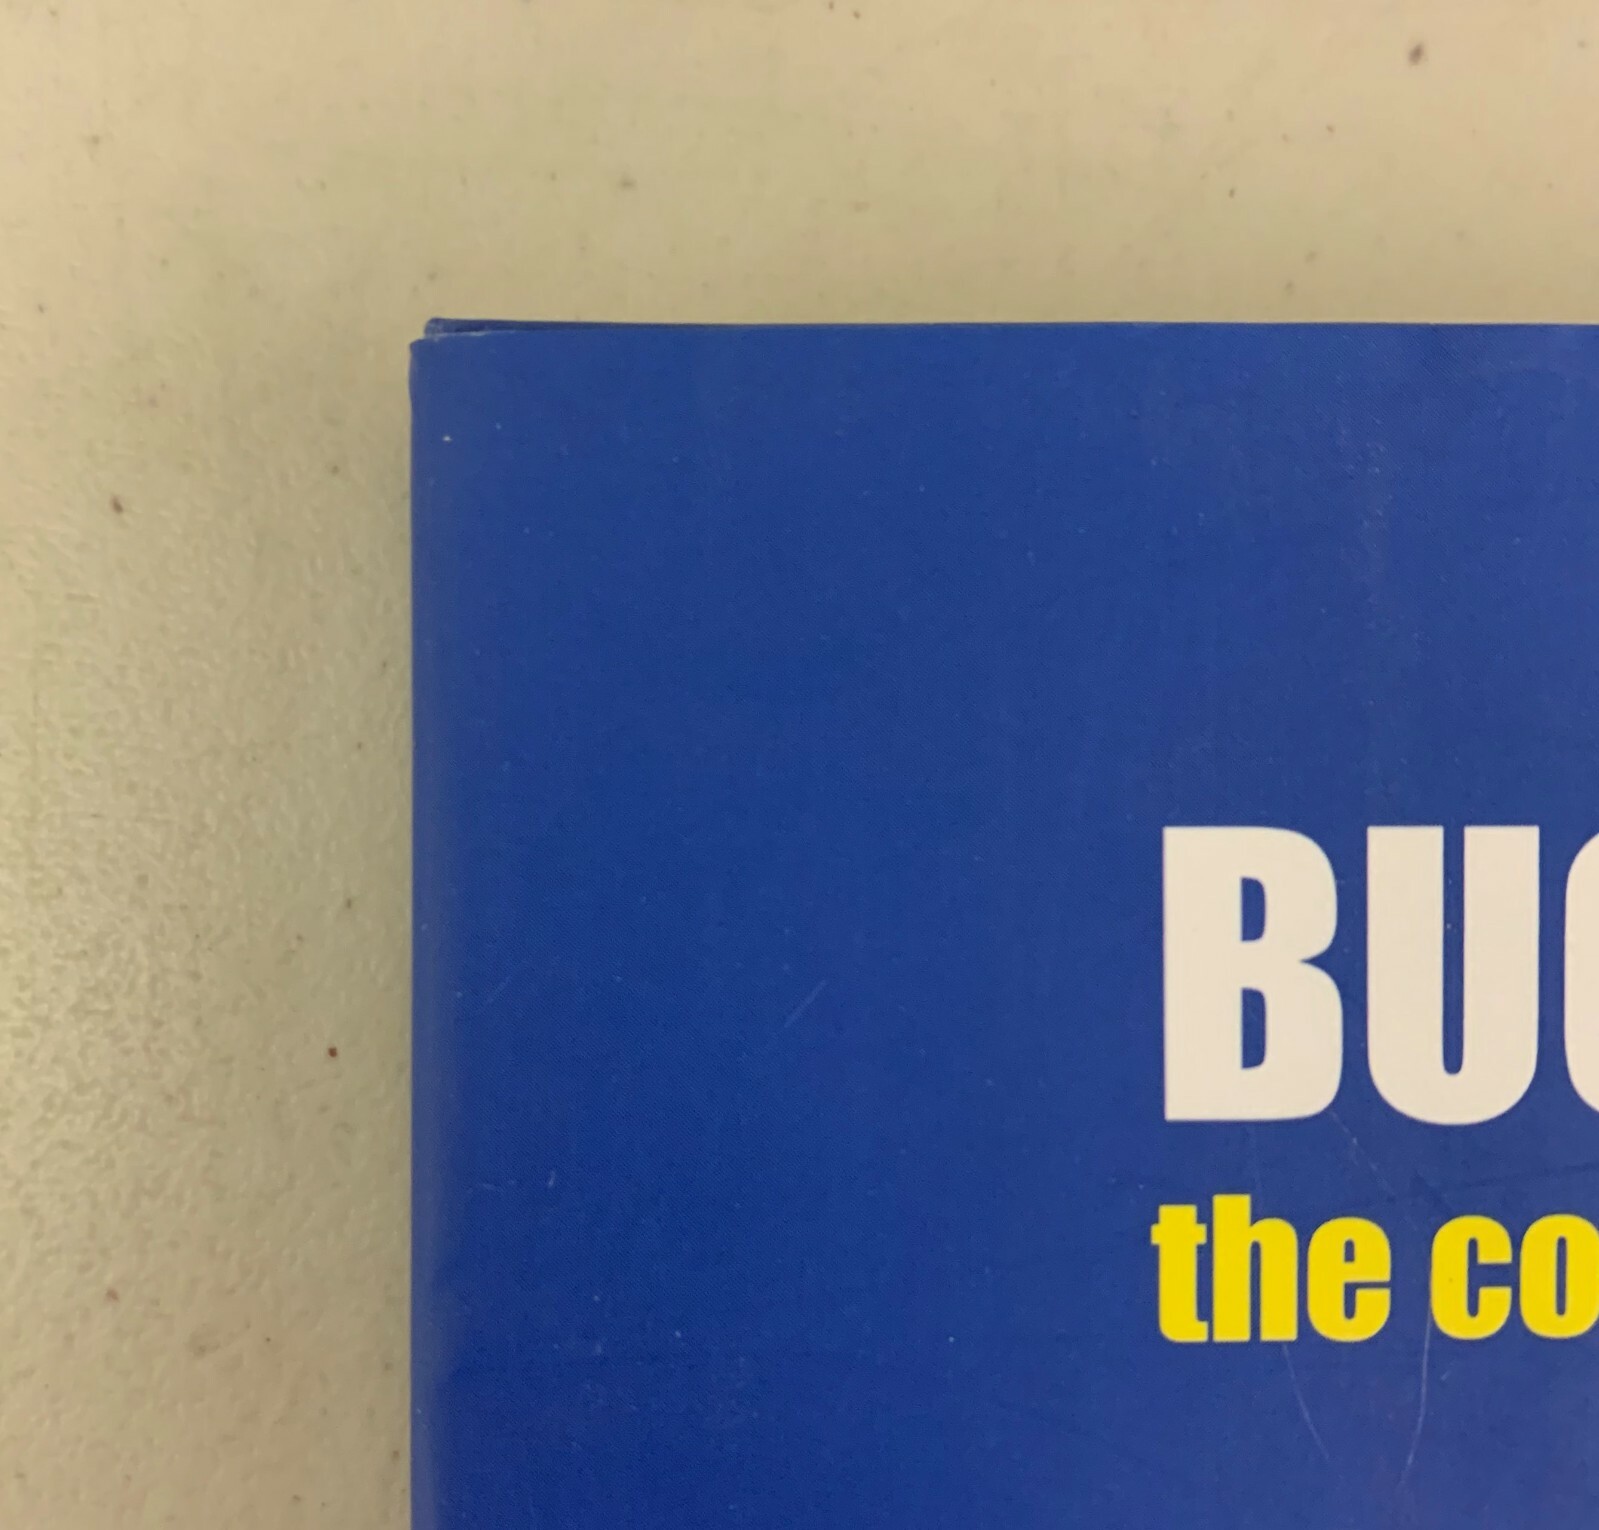 BU
the co